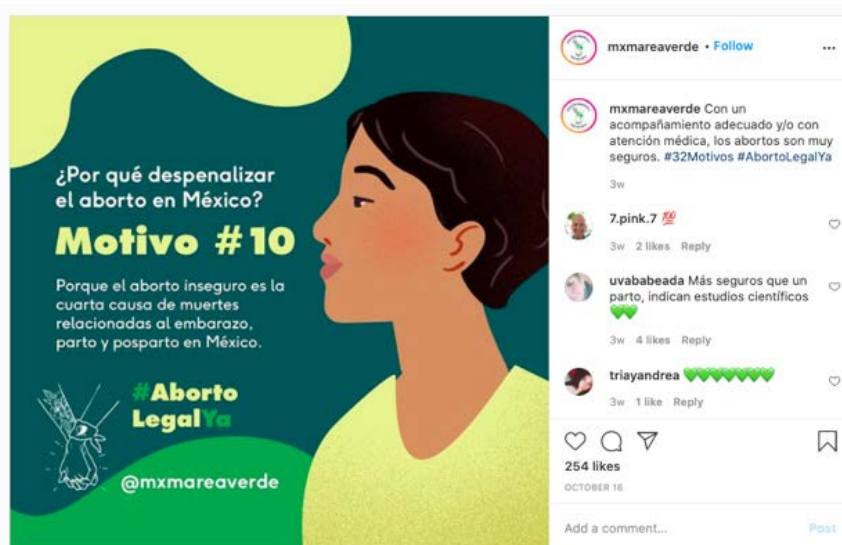 ¿Por qué despenalizar
el aborto en México?
Motivo #10
Porque el aborto inseguro es la
cuarta causa de muertes
relacionadas al embarazo,
parto y posparto en México.
#Aborto
LegalYa
@mxmareaverde
mxmareaverde • Follow
mxmareaverde Con un
acompañamiento adecuado y/o con
atención médica, los abortos son muy
seguros. #32Motivos #AbortoLegalYa
3w
7.pink.7 💯
3w 2 likes Reply
uvababeada Más seguros que un
parto, indican estudios científicos
💚💚
3w 4 likes Reply
triayandrea 💚💚💚💚💚💚💚💚
3w 1 like Reply
254 likes
OCTOBER 16
Add a comment... Post